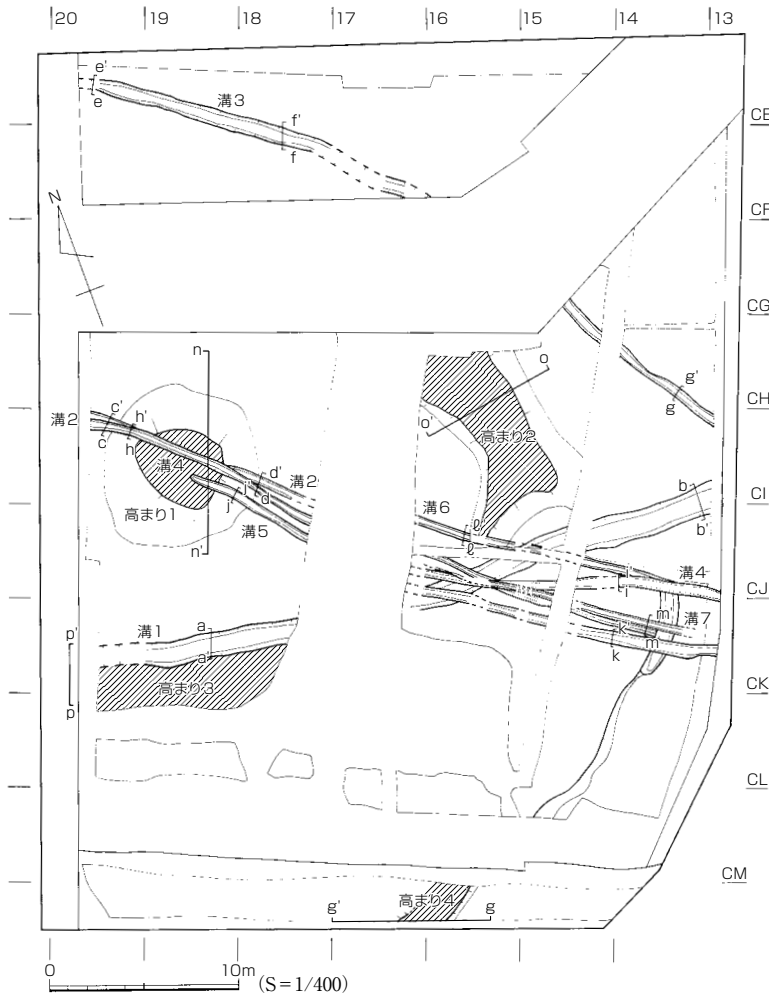 20 19 18 17 16 15 14 13
CE
CF
CG
CH
CI
CJ
CK
CL
CM
N
e'
e
溝3
f'
f
n
o
o'
g'
g
溝2
c'
c
h'
h
溝4
高まり1
j'
j'
d'
d
溝2
溝5
n'
高まり2
溝6
ℓ
ℓ
b
b'
i
i
溝4
m
溝7
k
k
m
p'
p
溝1
a
a'
高まり3
g'
高まり4
g
0 10m (S=1/400)